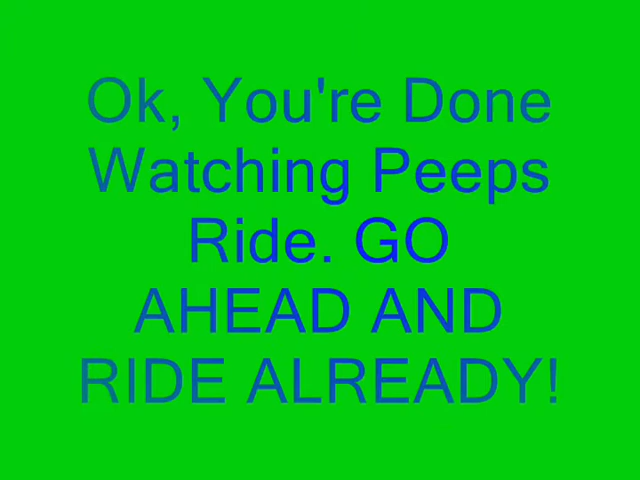 Ok, You're Done
Watching Peeps
Ride. GO
AHEAD AND
RIDE ALREADY!